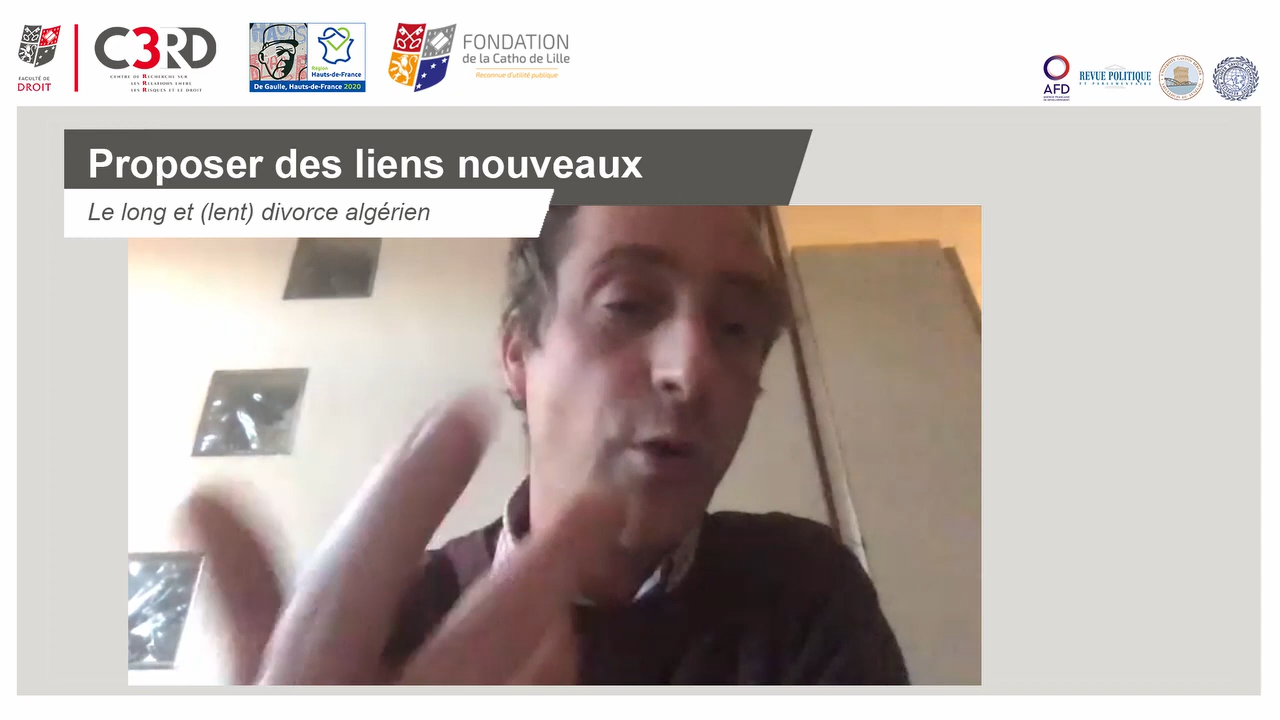 FACULTÉ DE
DROIT
C3RD
CENTRE DE RECHERCHE SUR
LES RELATIONS ENTRE
LES RISQUES ET LE DROIT
Région
Hauts-de-France
De Gaulle, Hauts-de-France 2020
FONDATION
de la Catho de Lille
Reconnue d'utilité publique
AFD
REVUE POLITIQUE
ET PARLEMENTAIRE
Proposer des liens nouveaux
Le long et (lent) divorce algérien